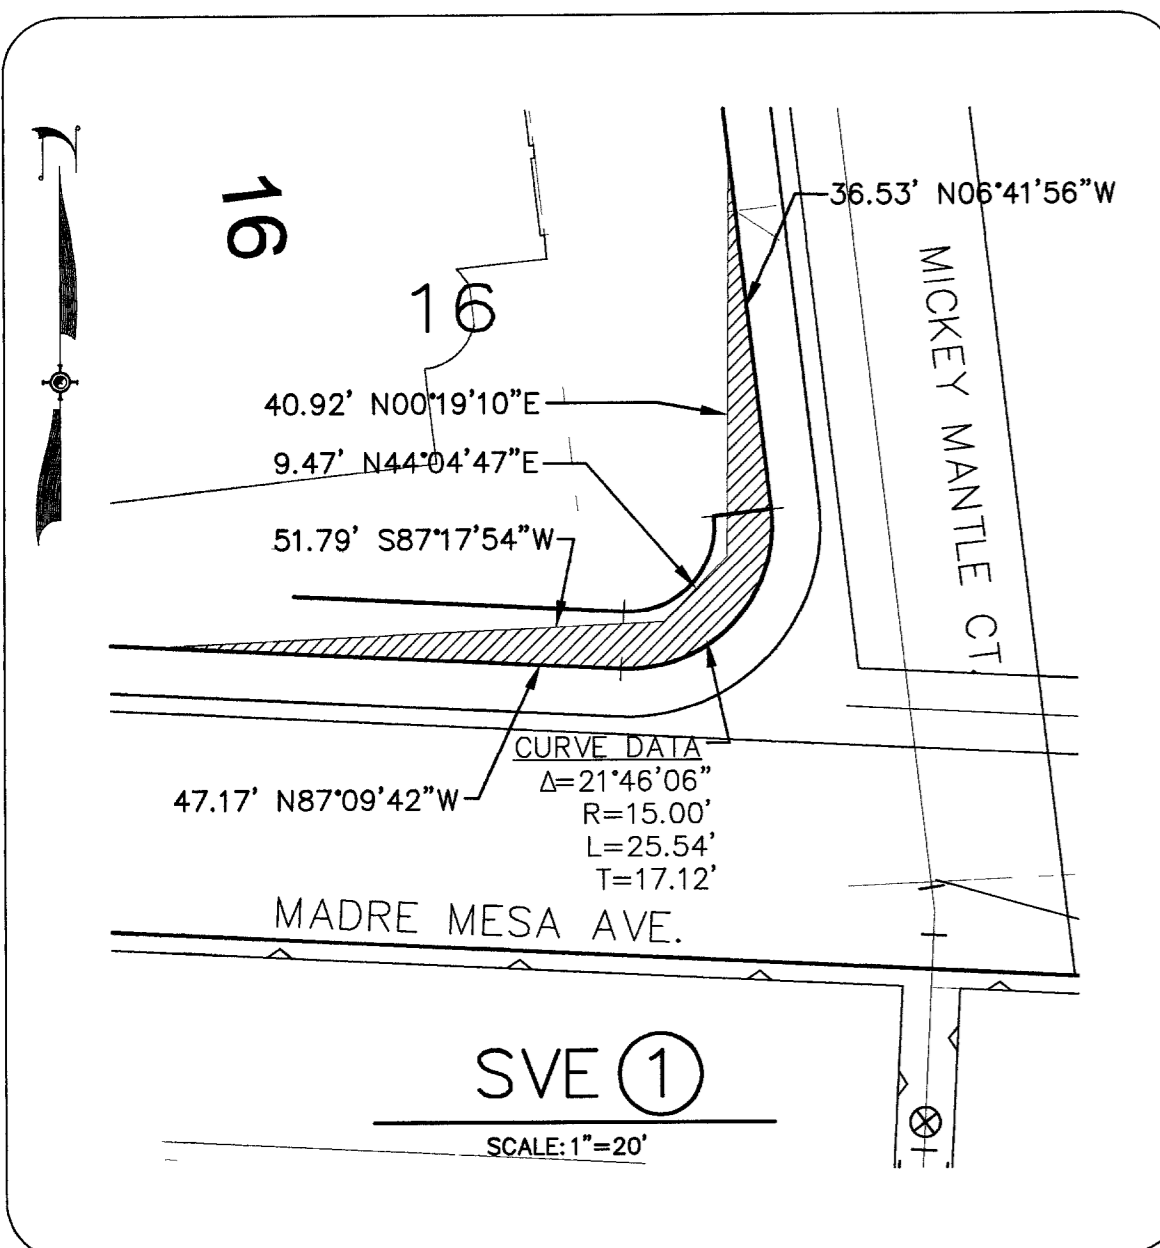 16
36.53' N06°41'56"W
MICKEY MANTLE CT.
16
40.92' N00°19'10"E
9.47' N44°04'47"E
51.79' S87°17'54"W
CURVE DATA
Δ=21°46'06"
R=15.00'
L=25.54'
T=17.12'
47.17' N87°09'42"W
MADRE MESA AVE.
SVE 1
SCALE: 1"=20'